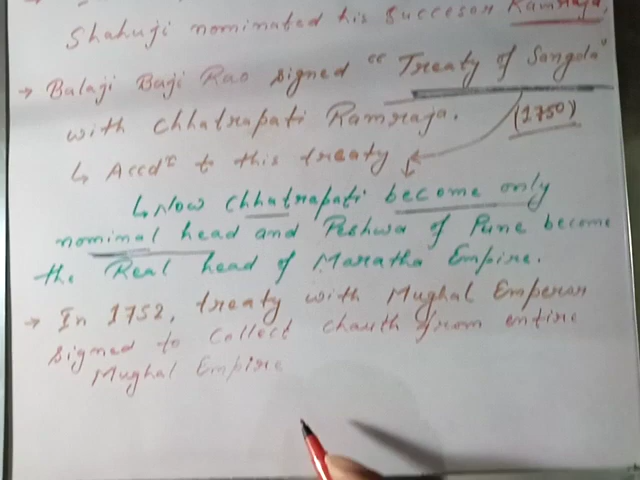 Shahuji nominated his Successor Ramraja.
→ Balaji Baji Rao signed "Treaty of Sangola"
with Chhatrapati Ramraja. (1750)
↳ Accdᶜ to this treaty
↳ Now Chhatrapati become only
nominal head and Peshwa of Pune become
the Real head of Maratha Empire.
→ In 1752, treaty with Mughal Emperor
signed to Collect chauth from entire
Mughal Empire